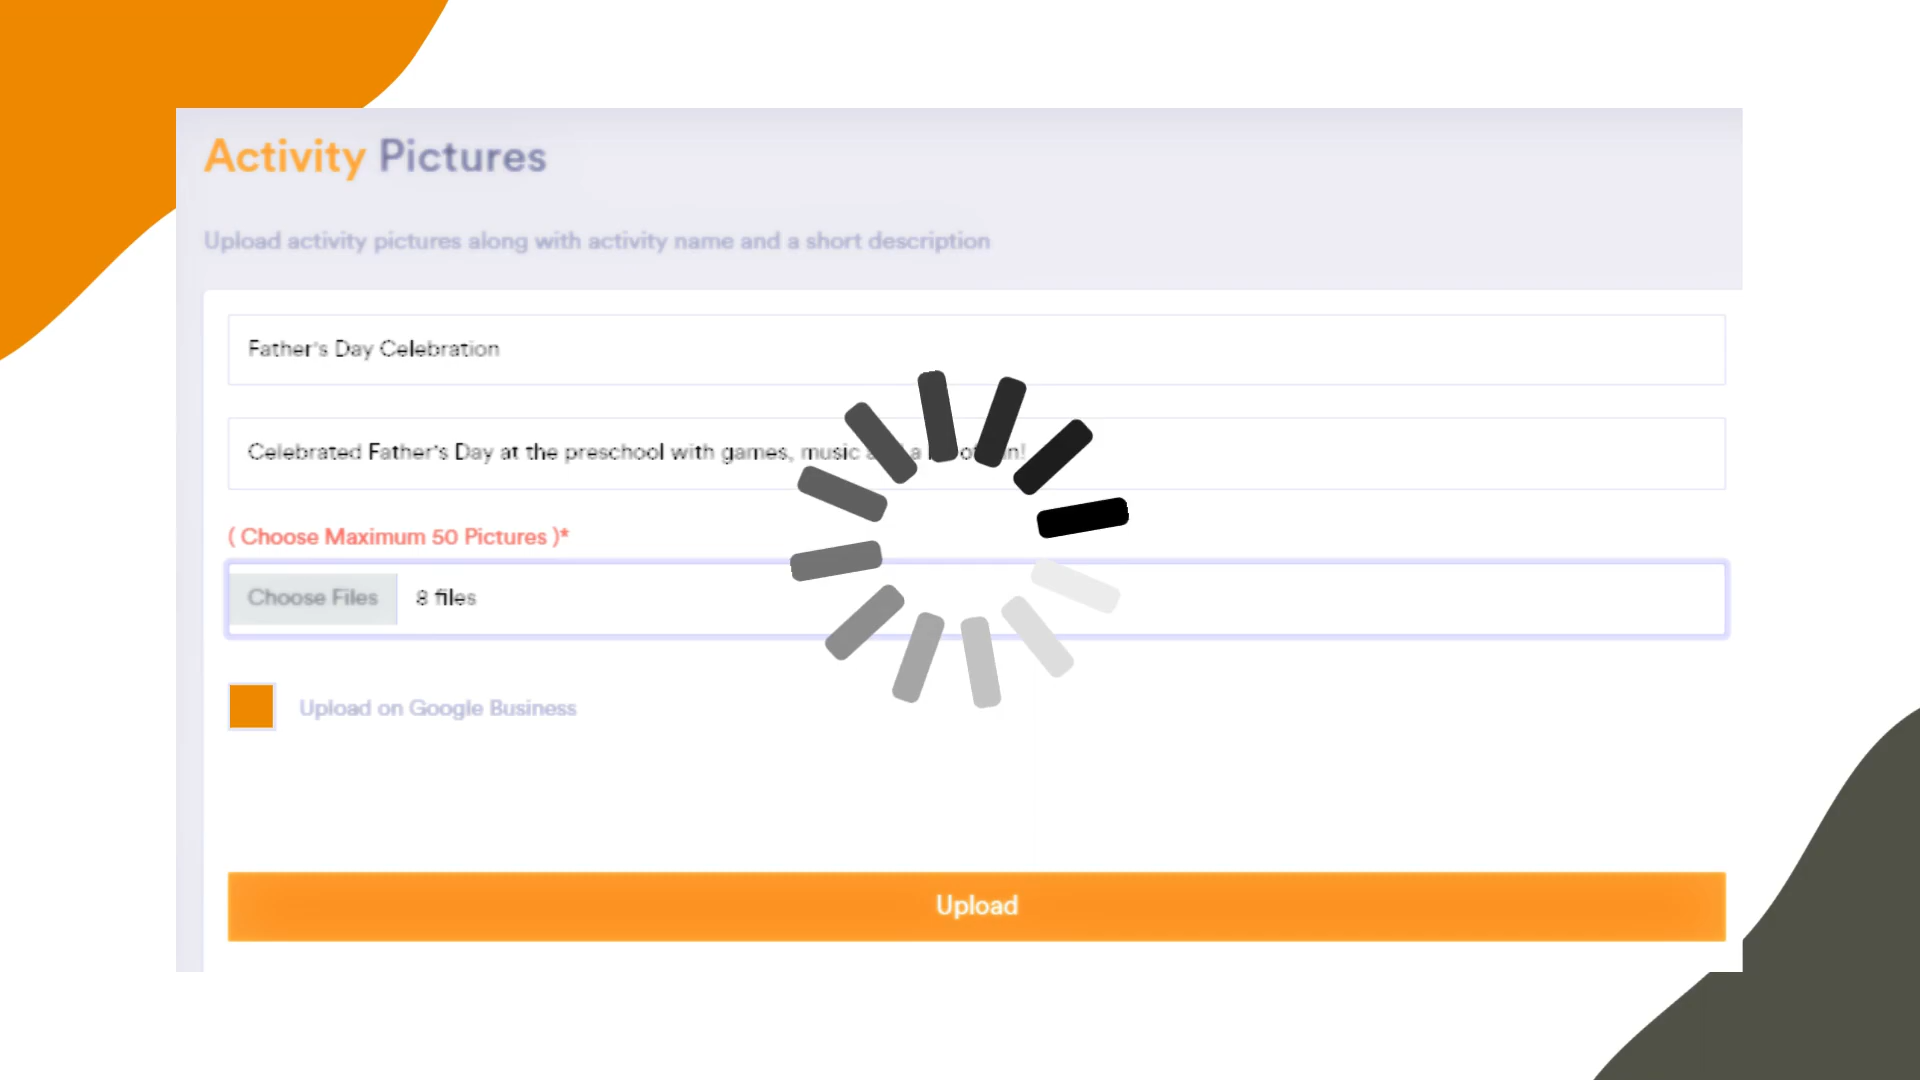 Activity Pictures
Upload activity pictures along with activity name and a short description
Father's Day Celebration
Celebrated Father's Day at the preschool with games, music a
( Choose Maximum 50 Pictures )*
Choose Files 8 files
Upload on Google Business
Upload